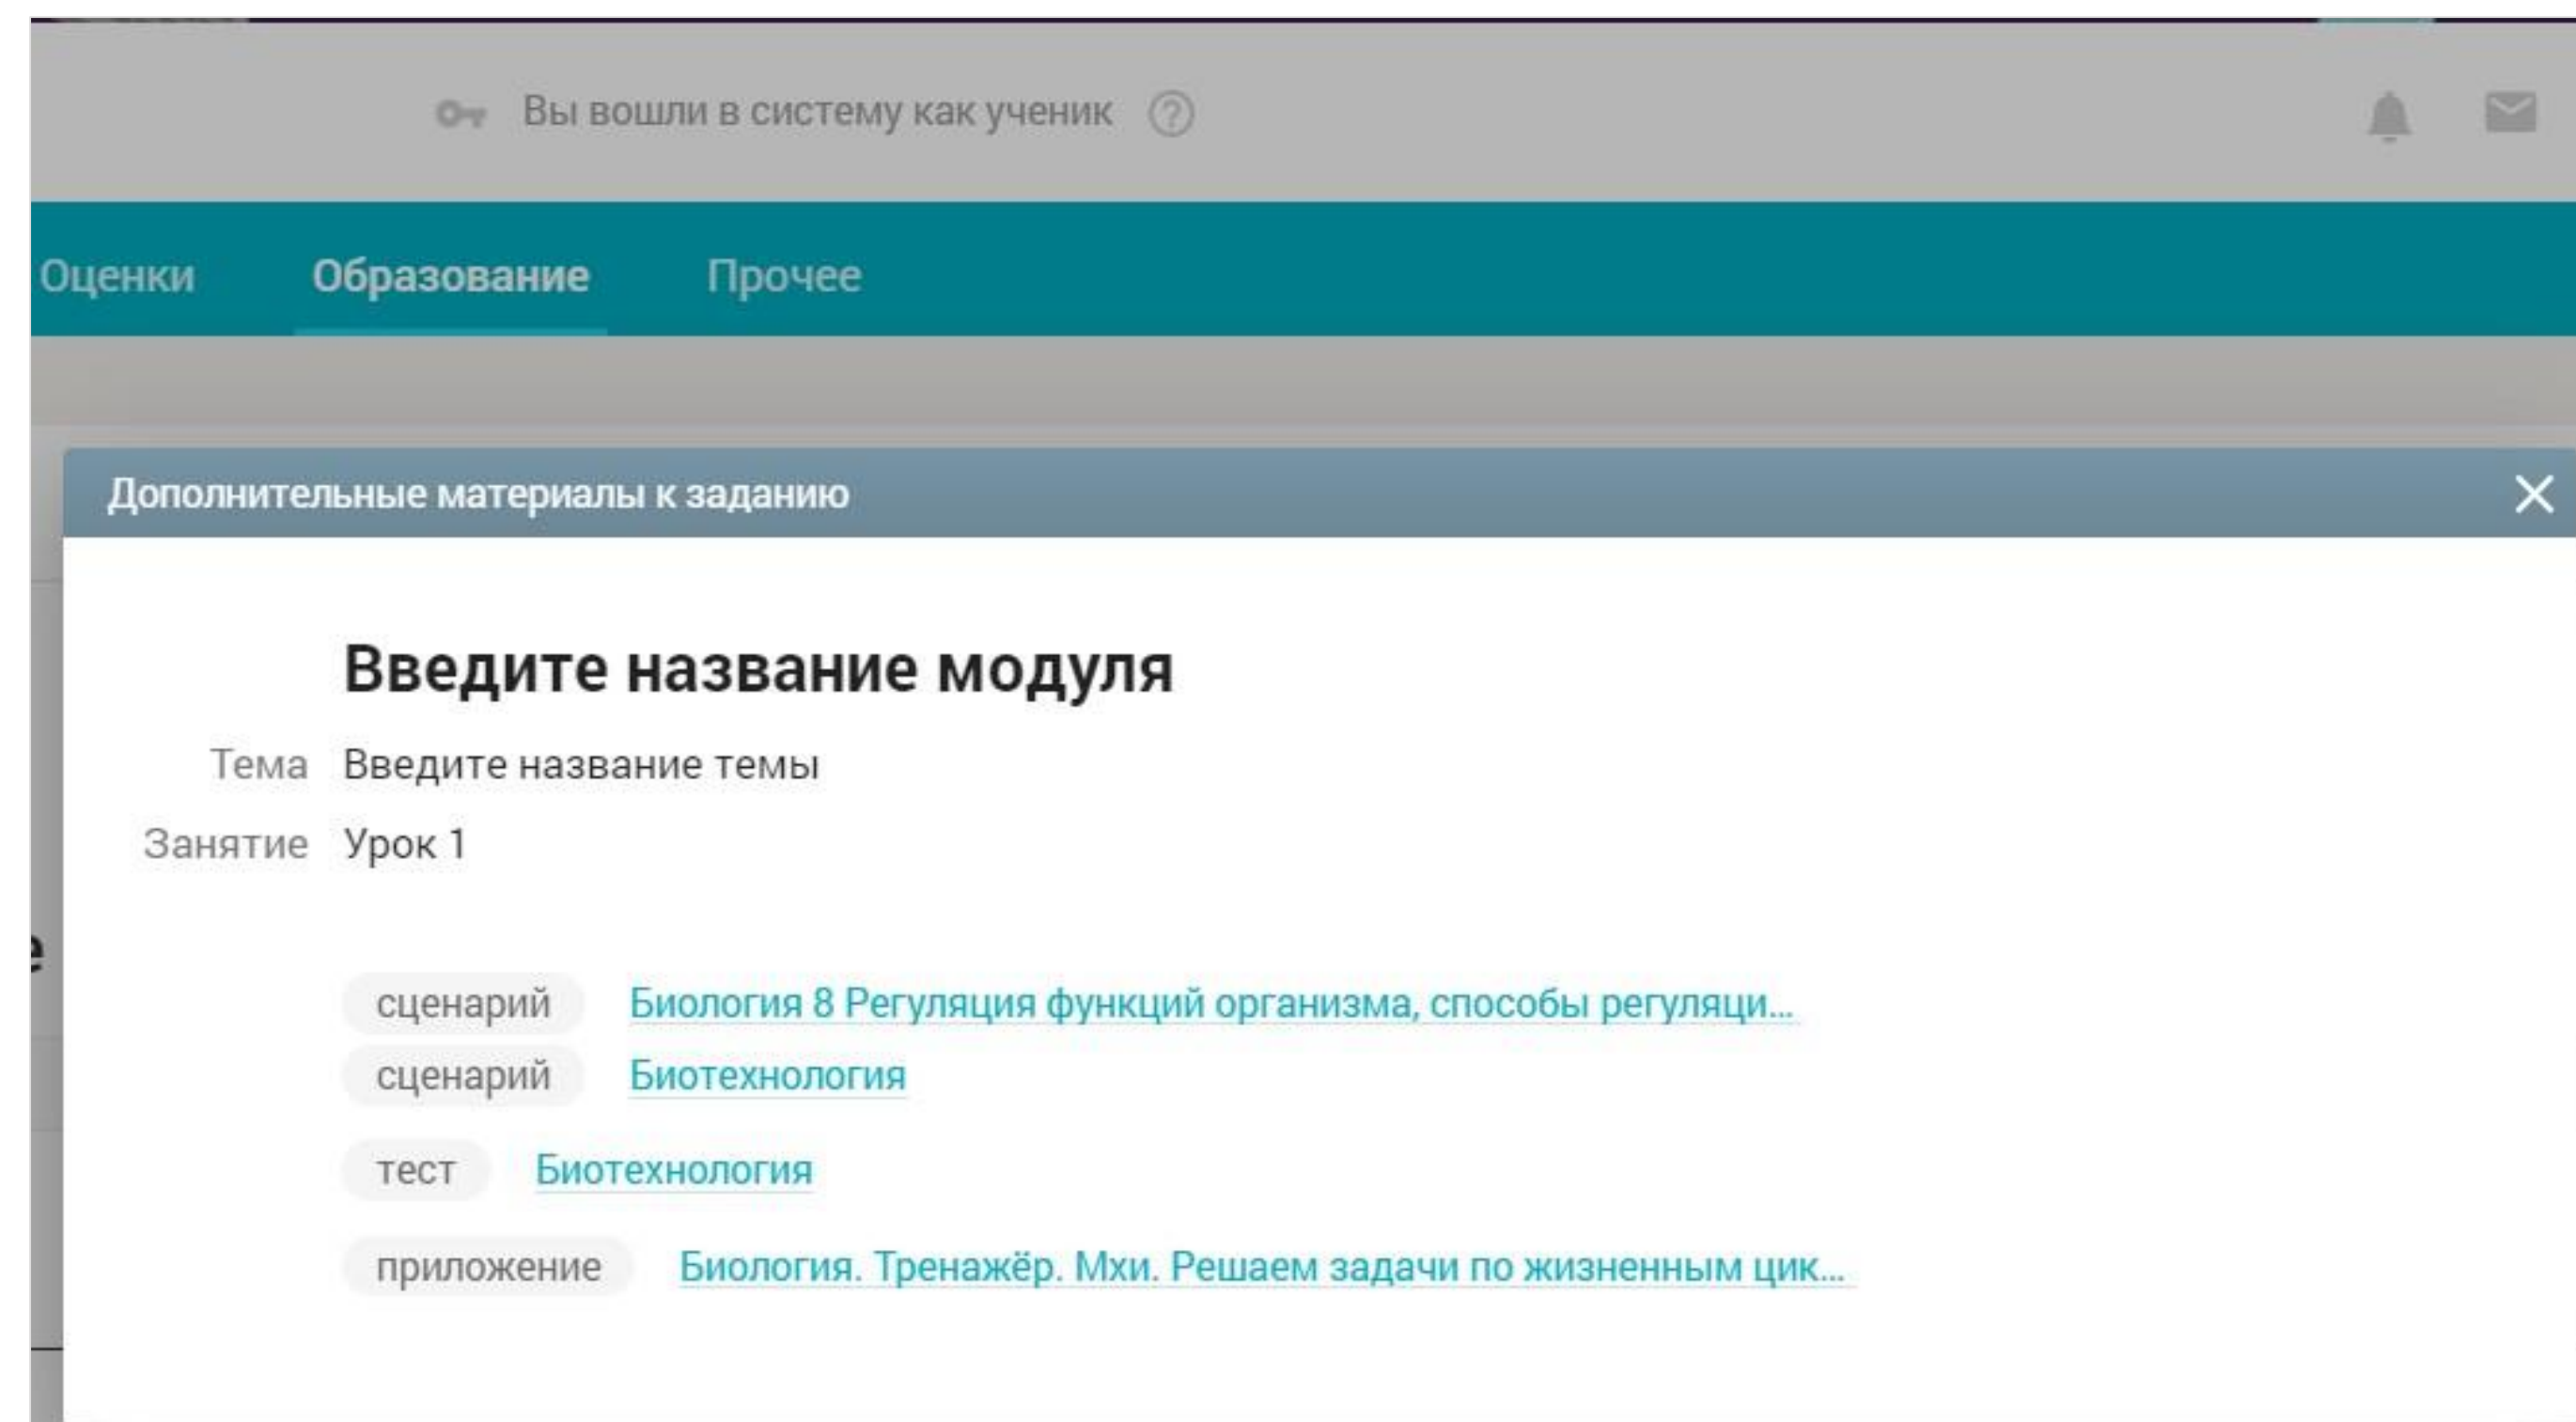 Вы вошли в систему как ученик
Оценки Образование Прочее
Дополнительные материалы к заданию
Введите название модуля
Тема Введите название темы
Занятие Урок 1
сценарий Биология 8 Регуляция функций организма, способы регуляци...
сценарий Биотехнология
тест Биотехнология
приложение Биология. Тренажёр. Мхи. Решаем задачи по жизненным цик...